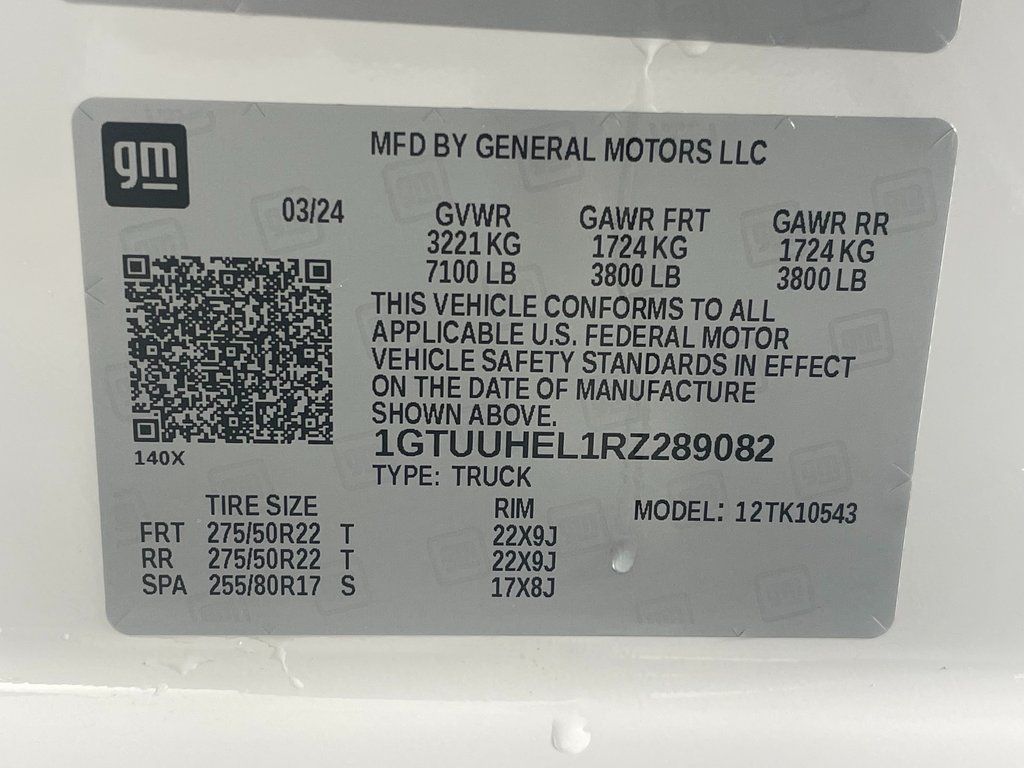 gm
MFD BY GENERAL MOTORS LLC
03/24 GVWR GAWR FRT GAWR RR
3221 KG 1724 KG 1724 KG
7100 LB 3800 LB 3800 LB
THIS VEHICLE CONFORMS TO ALL
APPLICABLE U.S. FEDERAL MOTOR
VEHICLE SAFETY STANDARDS IN EFFECT
ON THE DATE OF MANUFACTURE
SHOWN ABOVE.
140X
1GTUUHEL1RZ289082
TYPE: TRUCK
TIRE SIZE RIM MODEL: 12TK10543
FRT 275/50R22 T 22X9J
RR 275/50R22 T 22X9J
SPA 255/80R17 S 17X8J